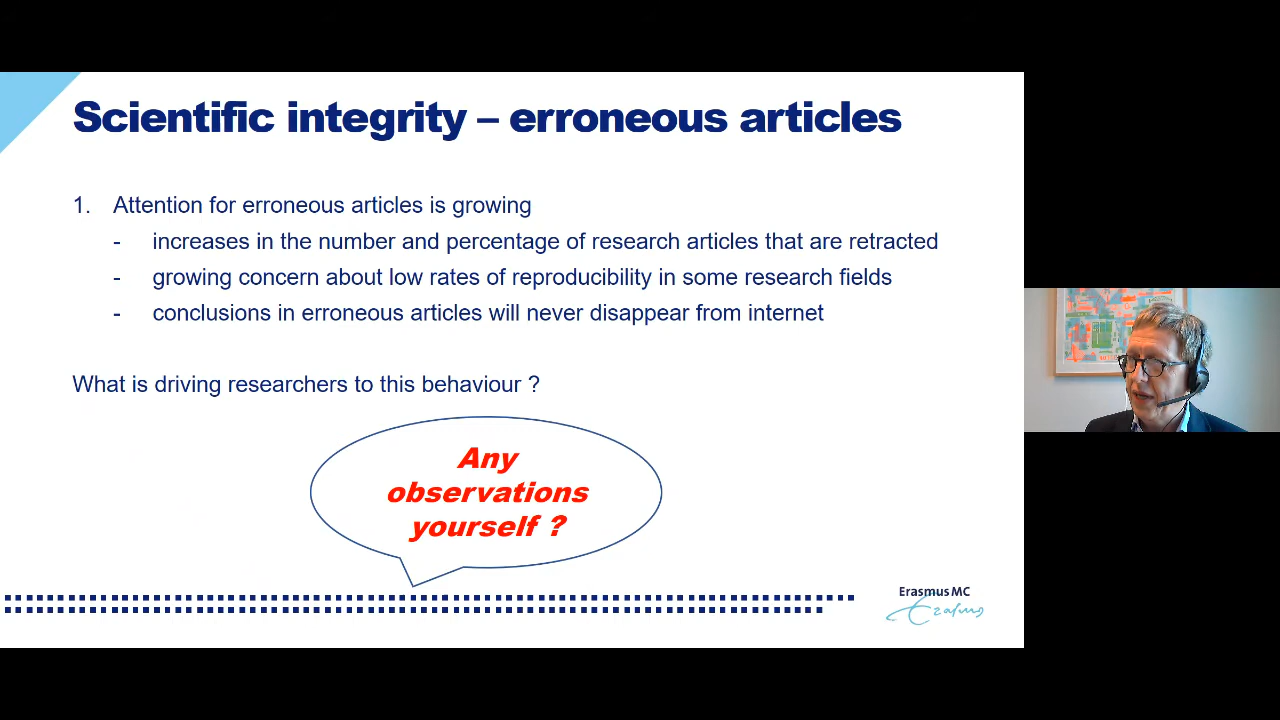 Scientific integrity – erroneous articles
1. Attention for erroneous articles is growing
- increases in the number and percentage of research articles that are retracted
- growing concern about low rates of reproducibility in some research fields
- conclusions in erroneous articles will never disappear from internet
What is driving researchers to this behaviour ?
Any
observations
yourself ?
Erasmus MC
Erasmus